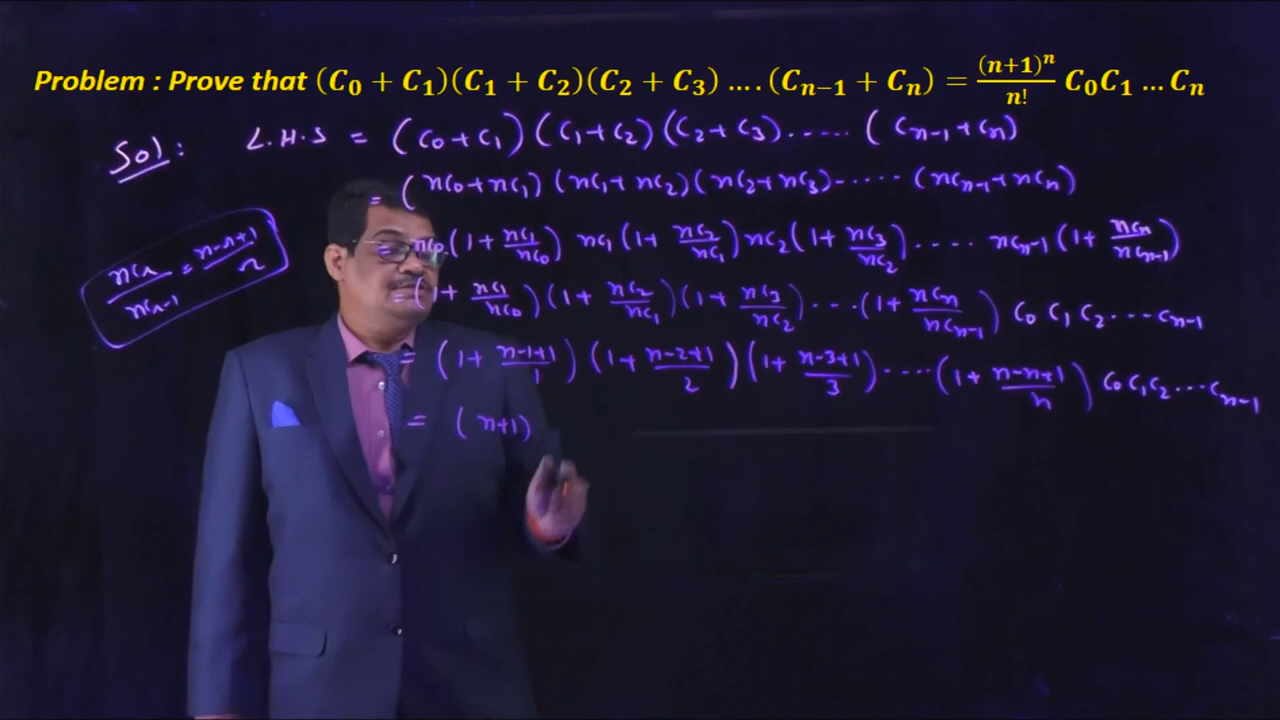 Problem : Prove that (C₀ + C₁)(C₁ + C₂)(C₂ + C₃) .... (Cₙ₋₁ + Cₙ) = (n+1)ⁿ/n! C₀C₁ ... Cₙ
Sol: L.H.S = (C₀+C₁) (C₁+C₂) (C₂+C₃) ..... (Cₙ₋₁+Cₙ)
= (nC₀+nC₁) (nC₁+nC₂) (nC₂+nC₃) ..... (nCₙ₋₁+nCₙ)
nCᵣ/nCᵣ₋₁ = n-r+1/r
= nC₀ (1+ nC₁/nC₀) nC₁ (1+ nC₂/nC₁) nC₂ (1+ nC₃/nC₂) .... nCₙ₋₁ (1+ nCₙ/nCₙ₋₁)
= (1+ nC₁/nC₀) (1+ nC₂/nC₁) (1+ nC₃/nC₂) ... (1+ nCₙ/nCₙ₋₁) C₀ C₁ C₂ ... Cₙ₋₁
= (1+ n-1+1/1) (1+ n-2+1/2) (1+ n-3+1/3) ..... (1+ n-n+1/n) C₀C₁C₂ ... Cₙ₋₁
= (n+1)